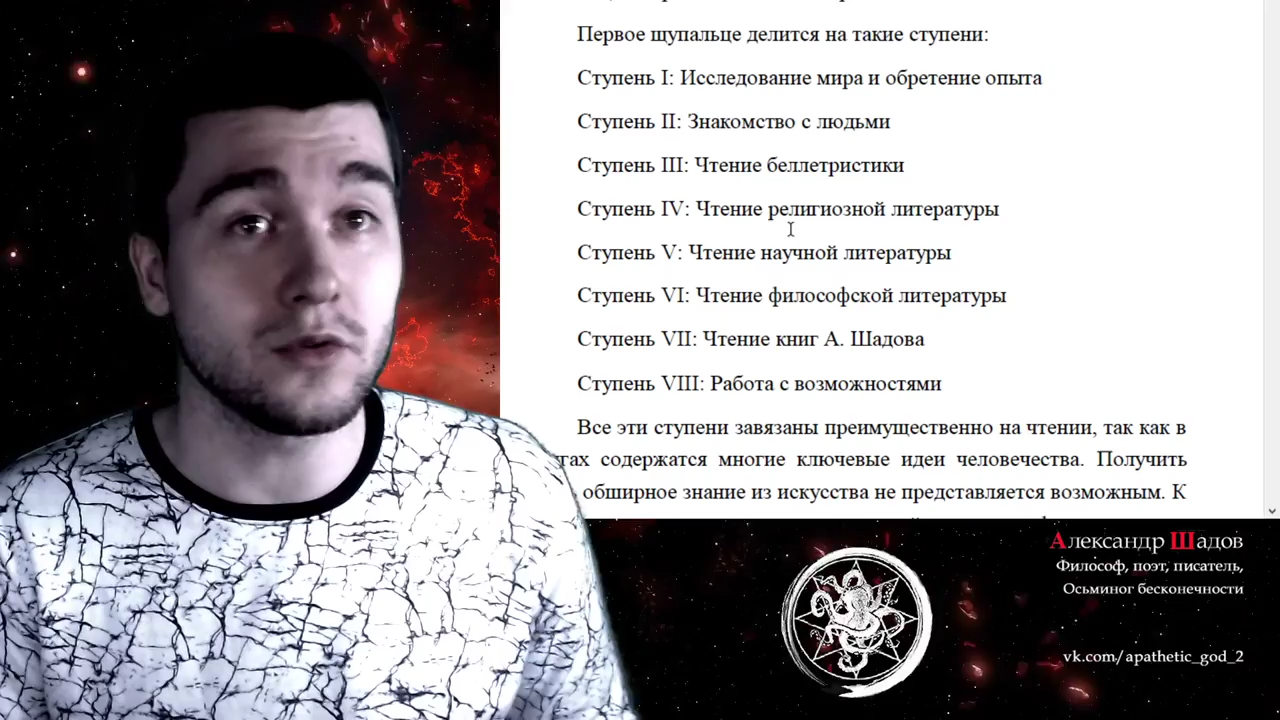 Первое щупальце делится на такие ступени:
Ступень I: Исследование мира и обретение опыта
Ступень II: Знакомство с людьми
Ступень III: Чтение беллетристики
Ступень IV: Чтение религиозной литературы
Ступень V: Чтение научной литературы
Ступень VI: Чтение философской литературы
Ступень VII: Чтение книг А. Шадова
Ступень VIII: Работа с возможностями
Все эти ступени завязаны преимущественно на чтении, так как в
содержатся многие ключевые идеи человечества. Получить
обширное знание из искусства не представляется возможным. К
Александр Шадов
Философ, поэт, писатель,
Осьминог бесконечности
vk.com/apathetic_god_2